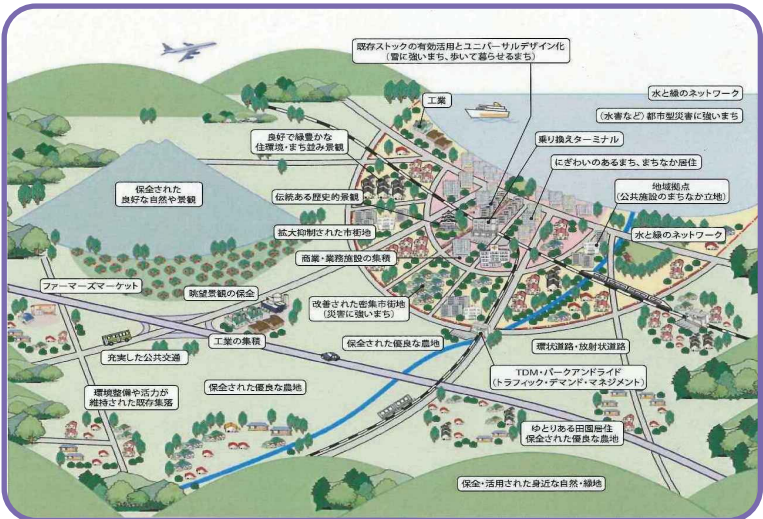 既存ストックの有効活用とユニバーサルデザイン化
(雪に強いまち、歩いて暮らせるまち)
水と緑のネットワーク
工業
(水害など)都市型災害に強いまち
良好で緑豊かな
住環境・まち並み景観
乗り換えターミナル
にぎわいのあるまち、まちなか居住
保全された
良好な自然や景観
伝統ある歴史的景観
地域拠点
(公共施設のまちなか立地)
拡大抑制された市街地
水と緑のネットワーク
商業・業務施設の集積
ファーマーズマーケット
眺望景観の保全
改善された密集市街地
(災害に強いまち)
工業の集積
保全された優良な農地
環状道路・放射状道路
充実した公共交通
TDM・パークアンドライド
(トラフィック・デマンド・マネジメント)
環境整備や活力が
維持された既存集落
保全された優良な農地
ゆとりある田園居住
保全された優良な農地
保全・活用された身近な自然・緑地